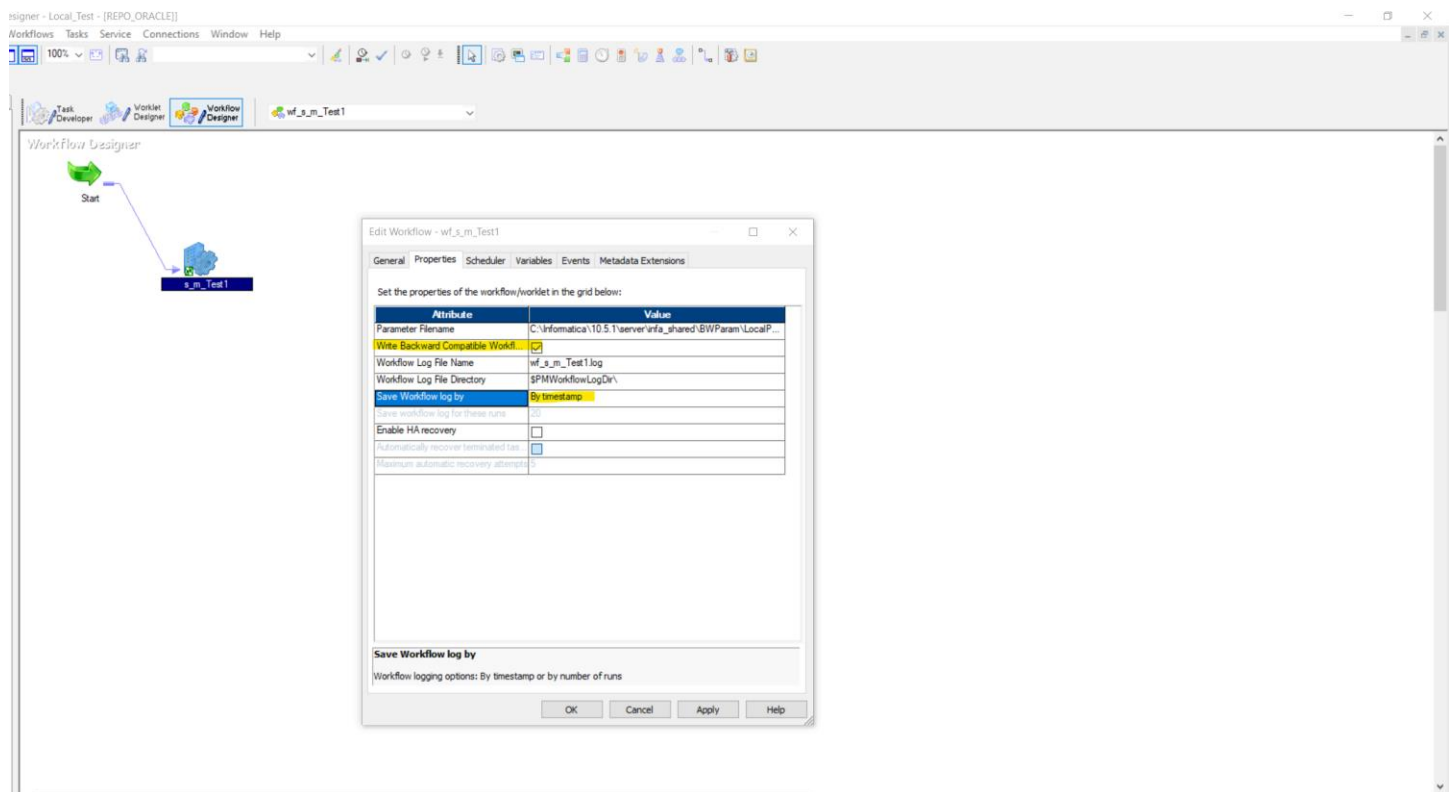 esigner - Local_Test - [REPO_ORACLE]]
Workflows Tasks Service Connections Window Help
100%
Task Developer
Worklet Designer
Workflow Designer
wf_s_m_Test1
Workflow Designer
Start
s_m_Test1
Edit Workflow - wf_s_m_Test1
General Properties Scheduler Variables Events Metadata Extensions
Set the properties of the workflow/worklet in the grid below:
Attribute Value
Parameter Filename C:\Informatica\10.5.1\server\infa_shared\BWParam\LocalP...
Write Backward Compatible Workfl...
Workflow Log File Name wf_s_m_Test1.log
Workflow Log File Directory $PMWorkflowLogDir\
Save Workflow log by By timestamp
Save workflow log for these runs 20
Enable HA recovery
Automatically recover terminated tas...
Maximum automatic recovery attempts 5
Save Workflow log by
Workflow logging options: By timestamp or by number of runs
OK Cancel Apply Help